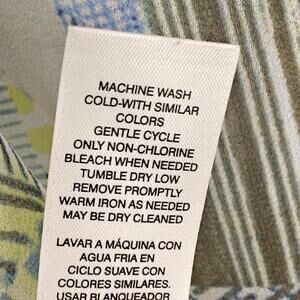 MACHINE WASH
COLD-WITH SIMILAR
COLORS
GENTLE CYCLE
ONLY NON-CHLORINE
BLEACH WHEN NEEDED
TUMBLE DRY LOW
REMOVE PROMPTLY
WARM IRON AS NEEDED
MAY BE DRY CLEANED
LAVAR A MÁQUINA CON
AGUA FRIA EN
CICLO SUAVE CON
COLORES SIMILARES.
USAR BLANQUEADOR